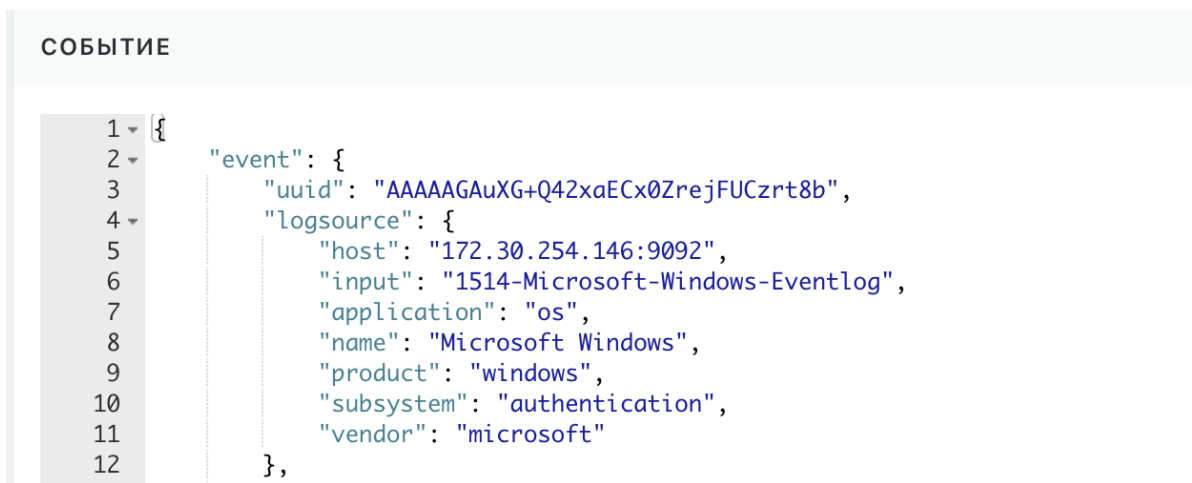 СОБЫТИЕ
1 {
2 "event": {
3 "uuid": "AAAAAGAuXG+Q42xaECx0ZrejFUCzrt8b",
4 "logsource": {
5 "host": "172.30.254.146:9092",
6 "input": "1514-Microsoft-Windows-Eventlog",
7 "application": "os",
8 "name": "Microsoft Windows",
9 "product": "windows",
10 "subsystem": "authentication",
11 "vendor": "microsoft"
12 },